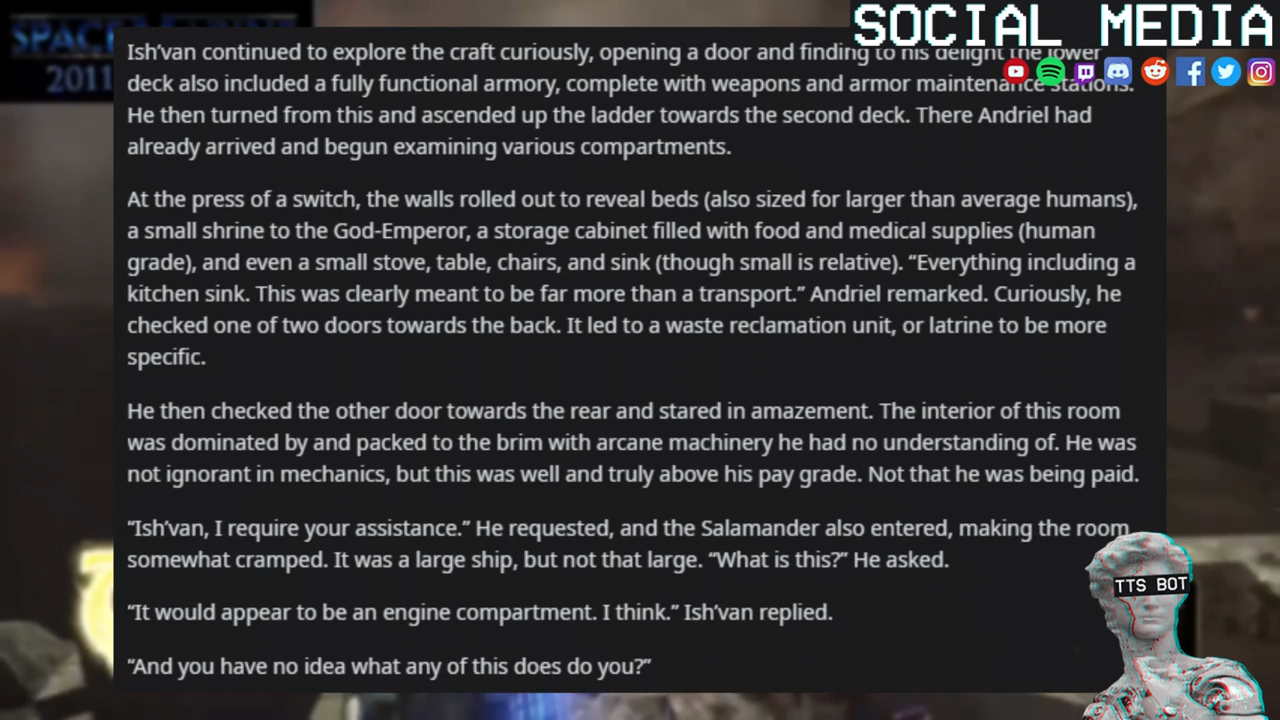 SOCIAL MEDIA
SPACE
2011
Ish’van continued to explore the craft curiously, opening a door and finding to his delight the lower
deck also included a fully functional armory, complete with weapons and armor maintenance stations.
He then turned from this and ascended up the ladder towards the second deck. There Andriel had
already arrived and begun examining various compartments.
At the press of a switch, the walls rolled out to reveal beds (also sized for larger than average humans),
a small shrine to the God-Emperor, a storage cabinet filled with food and medical supplies (human
grade), and even a small stove, table, chairs, and sink (though small is relative). “Everything including a
kitchen sink. This was clearly meant to be far more than a transport.” Andriel remarked. Curiously, he
checked one of two doors towards the back. It led to a waste reclamation unit, or latrine to be more
specific.
He then checked the other door towards the rear and stared in amazement. The interior of this room
was dominated by and packed to the brim with arcane machinery he had no understanding of. He was
not ignorant in mechanics, but this was well and truly above his pay grade. Not that he was being paid.
“Ish’van, I require your assistance.” He requested, and the Salamander also entered, making the room
somewhat cramped. It was a large ship, but not that large. “What is this?” He asked.
“It would appear to be an engine compartment. I think.” Ish’van replied.
“And you have no idea what any of this does do you?”
TTS BOT